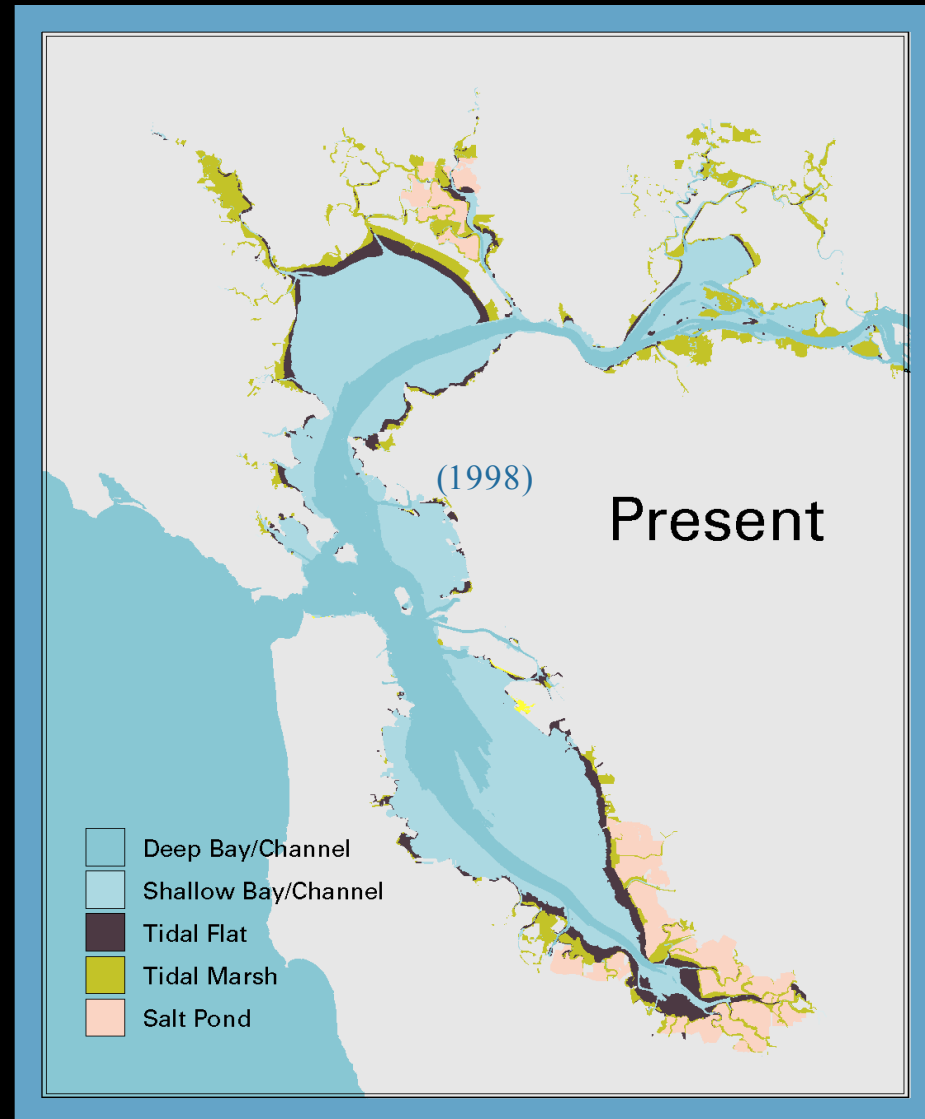 (1998)
Present
Deep Bay/Channel
Shallow Bay/Channel
Tidal Flat
Tidal Marsh
Salt Pond